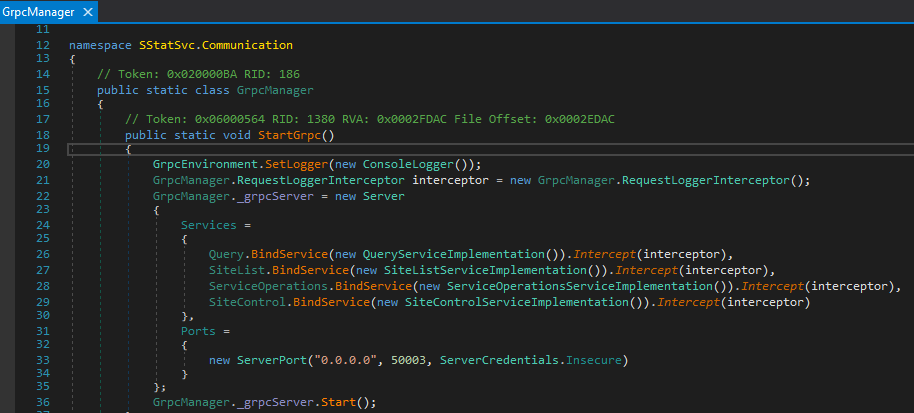 GrpcManager ✕
11
12 namespace SStatSvc.Communication
13 {
14 // Token: 0x020000BA RID: 186
15 public static class GrpcManager
16 {
17 // Token: 0x06000564 RID: 1380 RVA: 0x0002FDAC File Offset: 0x0002EDAC
18 public static void StartGrpc()
19 {
20 GrpcEnvironment.SetLogger(new ConsoleLogger());
21 GrpcManager.RequestLoggerInterceptor interceptor = new GrpcManager.RequestLoggerInterceptor();
22 GrpcManager._grpcServer = new Server
23 {
24 Services =
25 {
26 Query.BindService(new QueryServiceImplementation()).Intercept(interceptor),
27 SiteList.BindService(new SiteListServiceImplementation()).Intercept(interceptor),
28 ServiceOperations.BindService(new ServiceOperationsServiceImplementation()).Intercept(interceptor),
29 SiteControl.BindService(new SiteControlServiceImplementation()).Intercept(interceptor)
30 },
31 Ports =
32 {
33 new ServerPort("0.0.0.0", 50003, ServerCredentials.Insecure)
34 }
35 };
36 GrpcManager._grpcServer.Start();